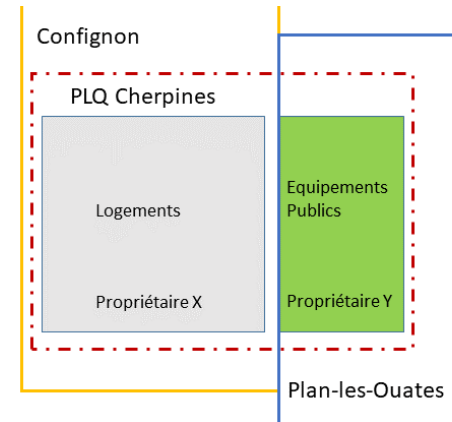 Confignon
PLQ Cherpines
Logements
Equipements
Publics
Propriétaire X
Propriétaire Y
Plan-les-Ouates